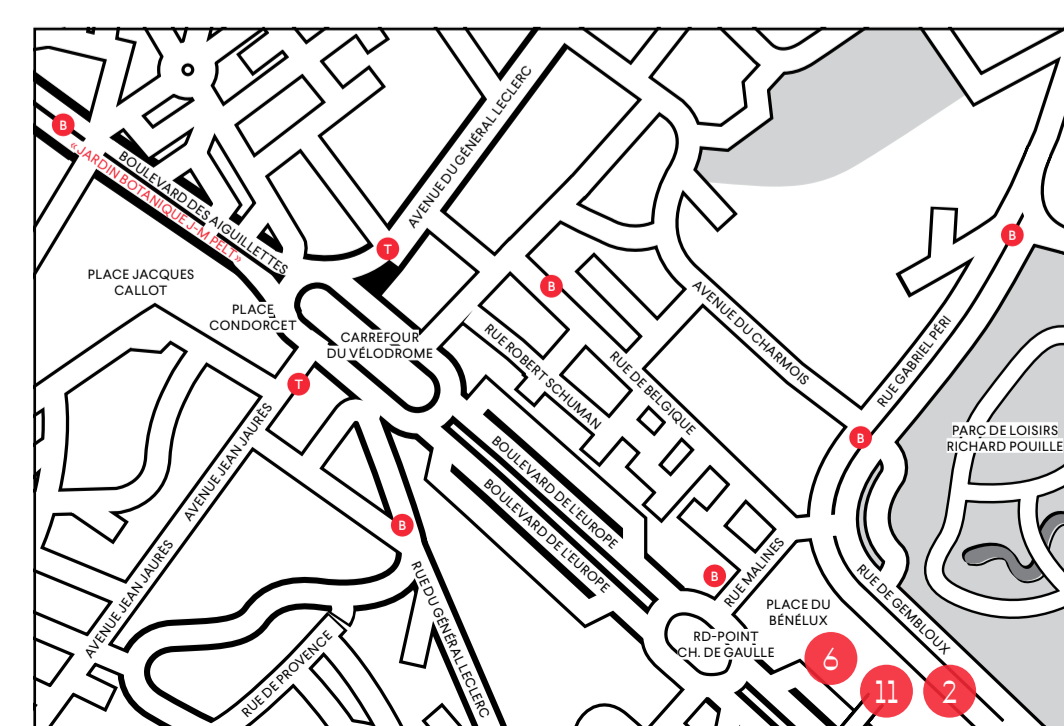 B
«JARDIN BOTANIQUE J-M PELT»
BOULEVARD DES AIGUILLETTES
AVENUE DU GÉNÉRAL LECLERC
T
B
B
PLACE JACQUES
CALLOT
PLACE
CONDORCET
CARREFOUR
DU VÉLODROME
AVENUE DU CHARMOIS
RUE GABRIEL PÉRI
RUE ROBERT SCHUMAN
RUE DE BELGIQUE
T
AVENUE JEAN JAURÈS
B
PARC DE LOISIRS
RICHARD POUILLE
BOULEVARD DE L'EUROPE
BOULEVARD DE L'EUROPE
B
AVENUE JEAN JAURÈS
B
RUE MALINES
RUE DE GEMBLOUX
RUE DU GÉNÉRAL LECLERC
PLACE DU
BÉNÉLUX
RUE DE PROVENCE
RD-POINT
CH. DE GAULLE
6
11
2